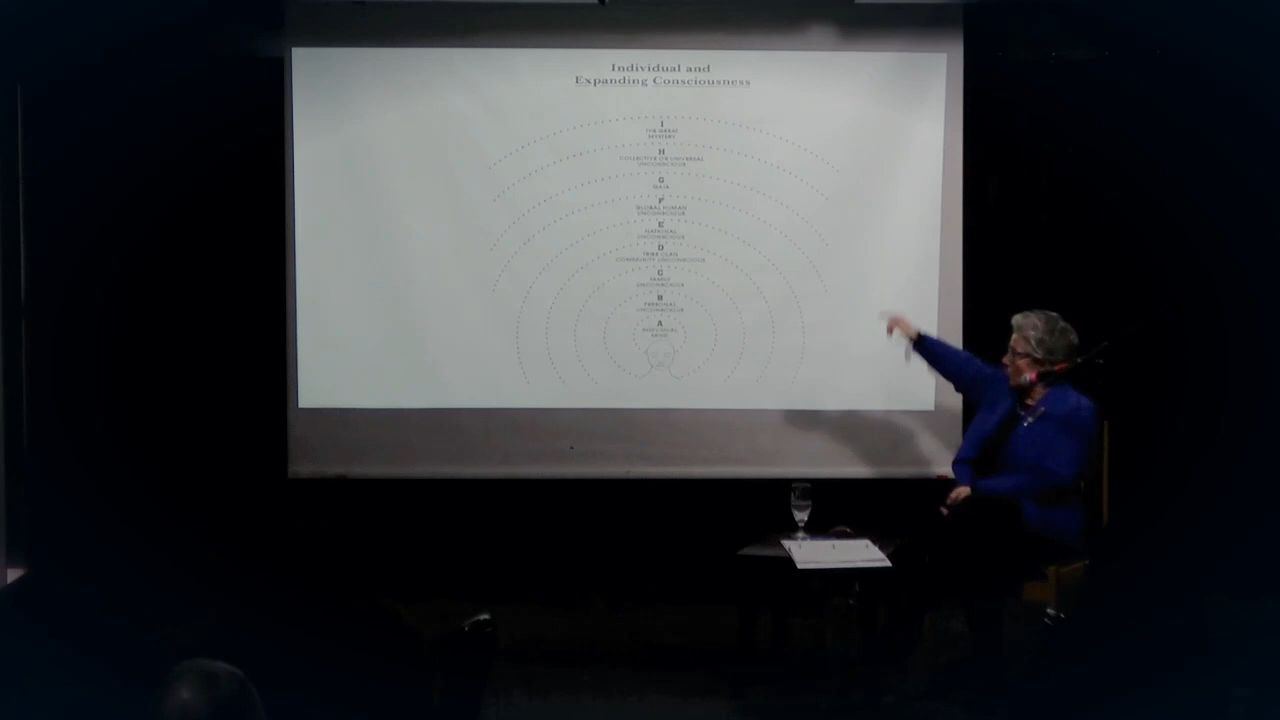 Individual and
Expanding Consciousness
I
THE GREAT
MYSTERY
H
COLLECTIVE OR UNIVERSAL
UNCONSCIOUS
G
GAIA
F
GLOBAL HUMAN
UNCONSCIOUS
E
NATIONAL
UNCONSCIOUS
D
TRIBE CLAN,
COMMUNITY UNCONSCIOUS
C
FAMILY
UNCONSCIOUS
B
PERSONAL
UNCONSCIOUS
A
INDIVIDUAL
MIND